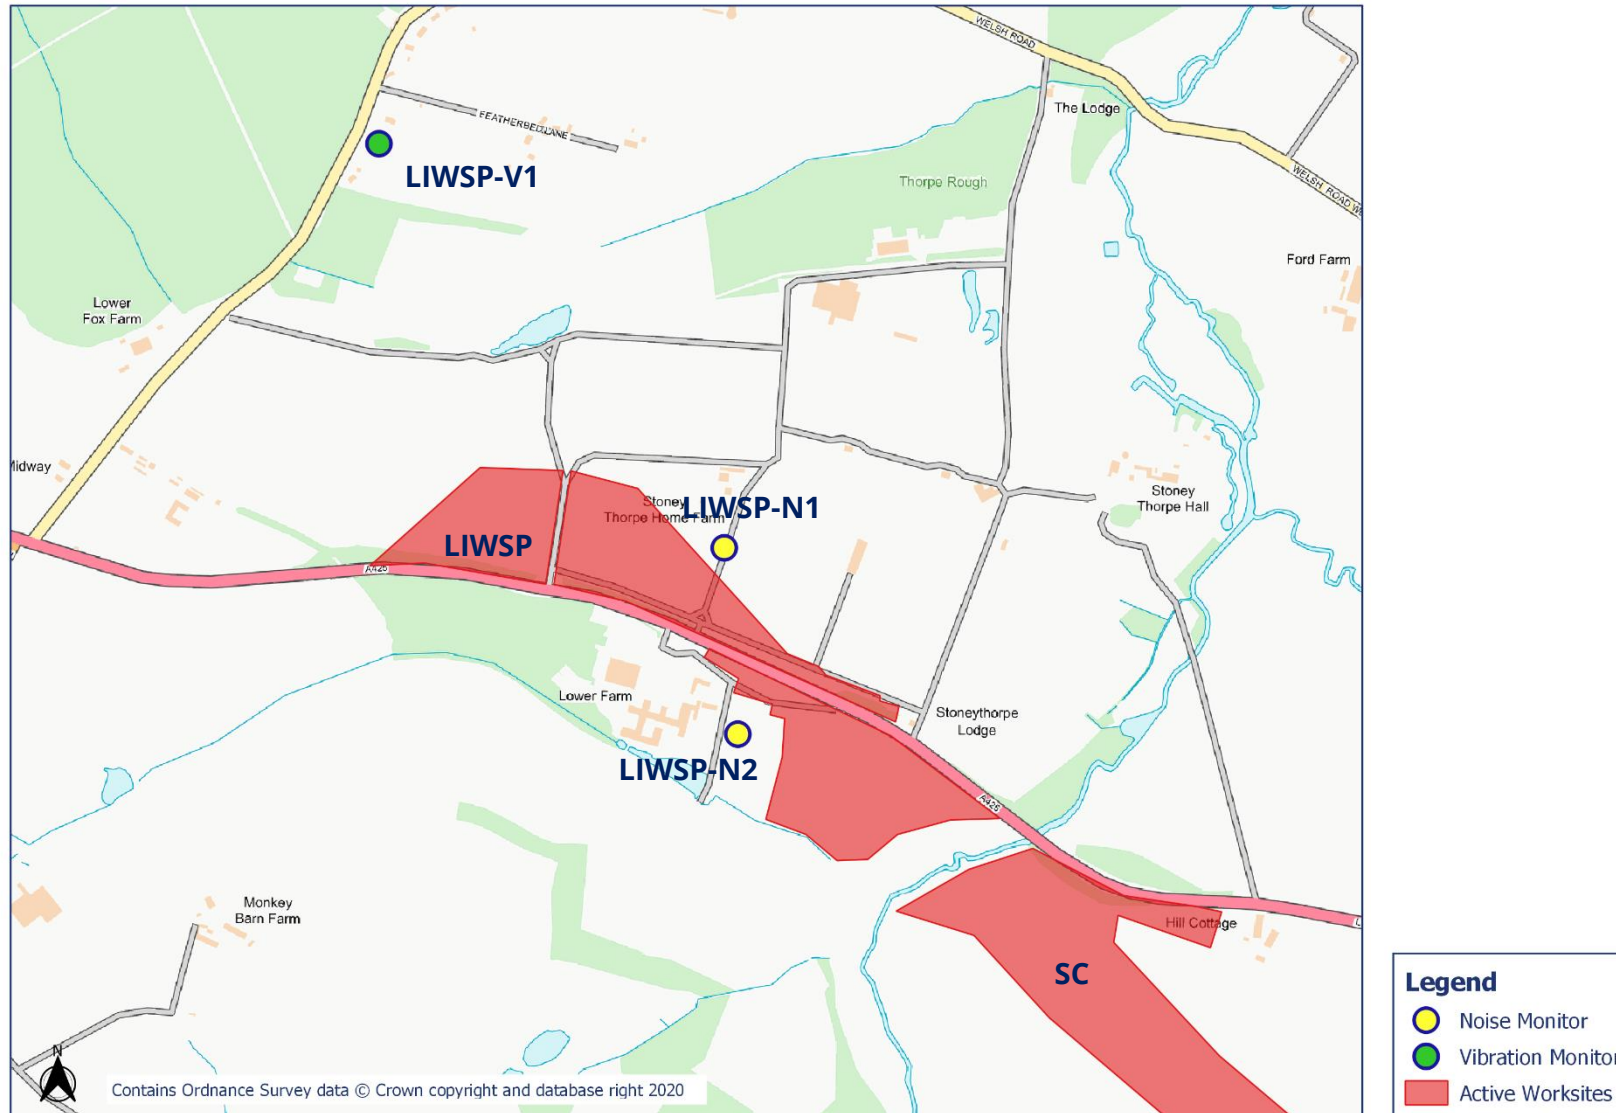 WELSH ROAD
FEATHERBED LANE
The Lodge
LIWSP-V1
Thorpe Rough
WELSH ROAD WE
Ford Farm
Lower
Fox Farm
Midway
Stoney
Thorpe Home Farm
LIWSP-N1
Stoney
Thorpe Hall
LIWSP
A425
Lower Farm
Stoneythorpe
Lodge
LIWSP-N2
A425
Monkey
Barn Farm
Hill Cottage
L
SC
Legend
Noise Monitor
Vibration Monitor
Active Worksites
N
Contains Ordnance Survey data © Crown copyright and database right 2020